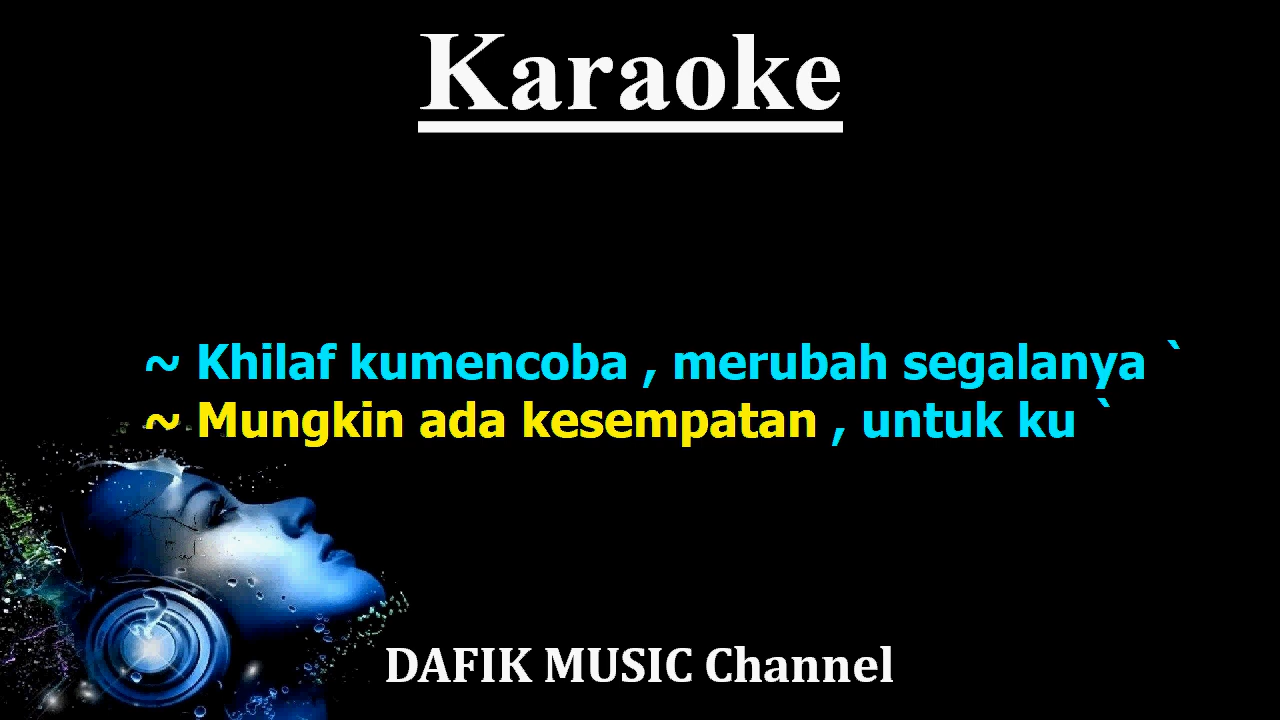 Karaoke
~ Khilaf kumencoba , merubah segalanya `
~ Mungkin ada kesempatan , untuk ku `
DAFIK MUSIC Channel